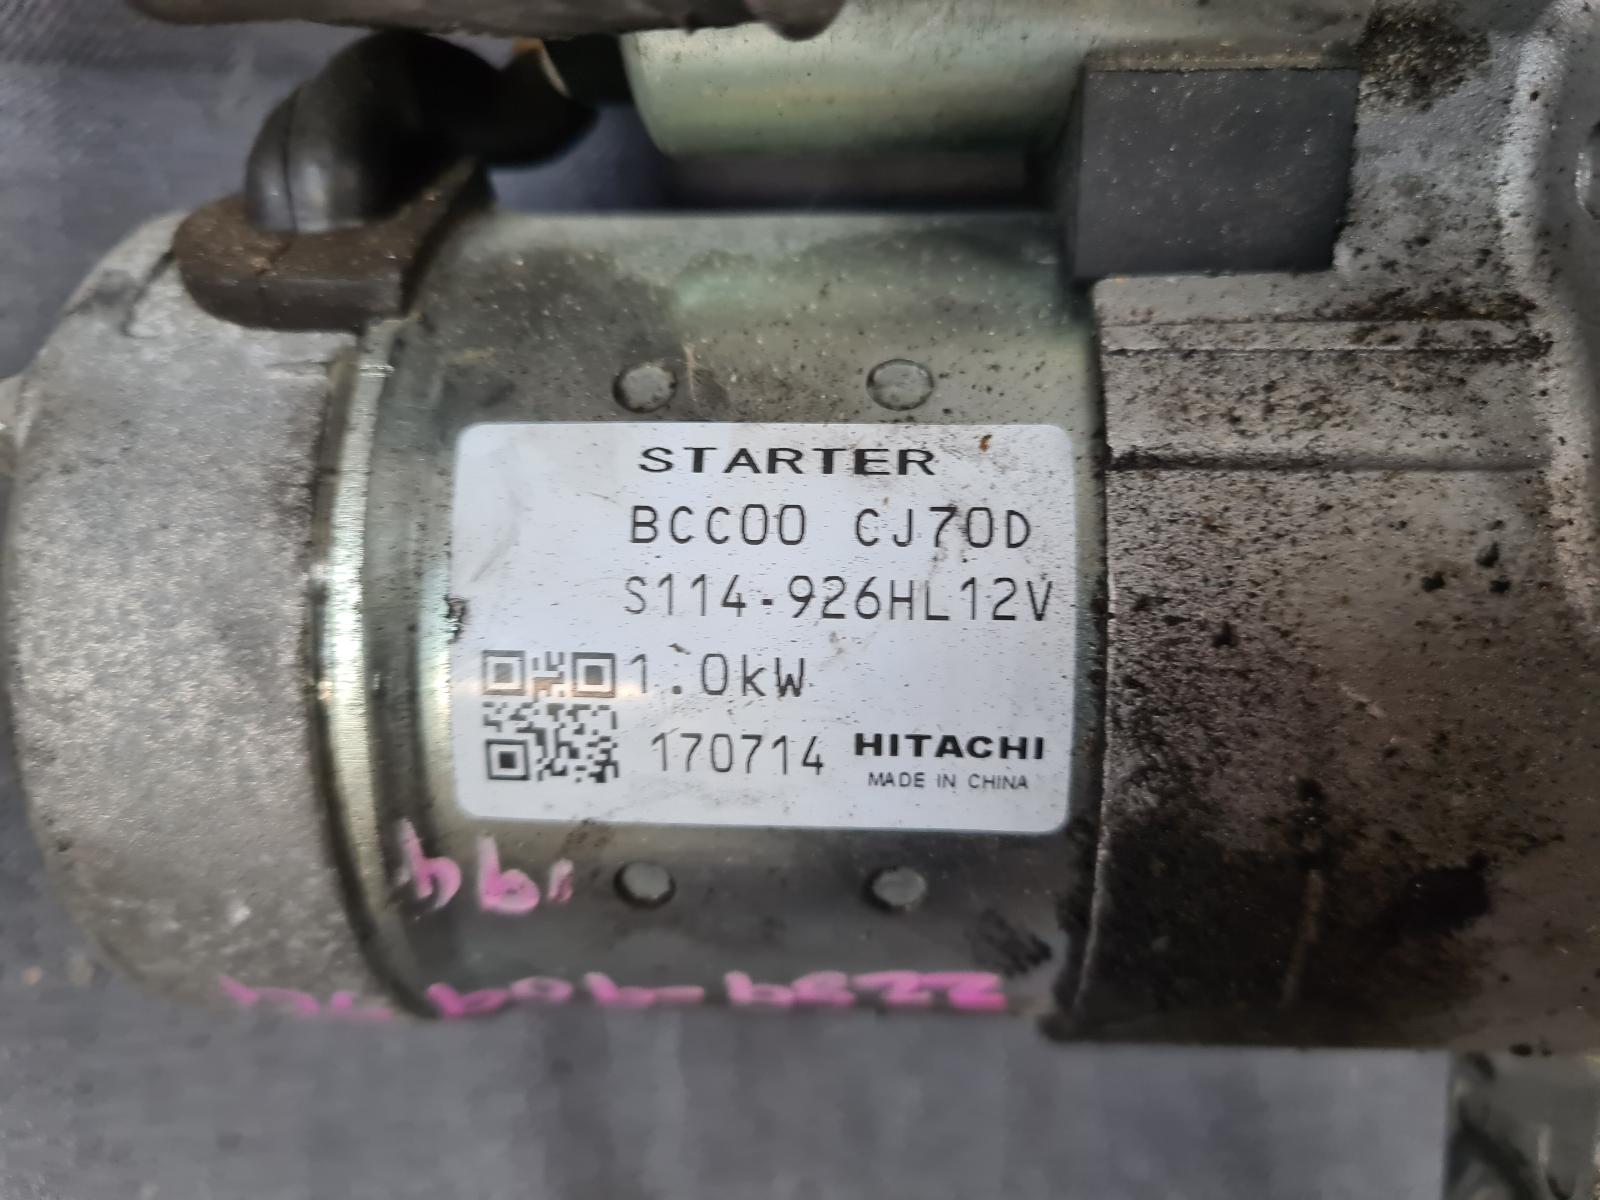 STARTER
BCC00 CJ70D
S114-926HL12V
1.0kW
170714 HITACHI
MADE IN CHINA